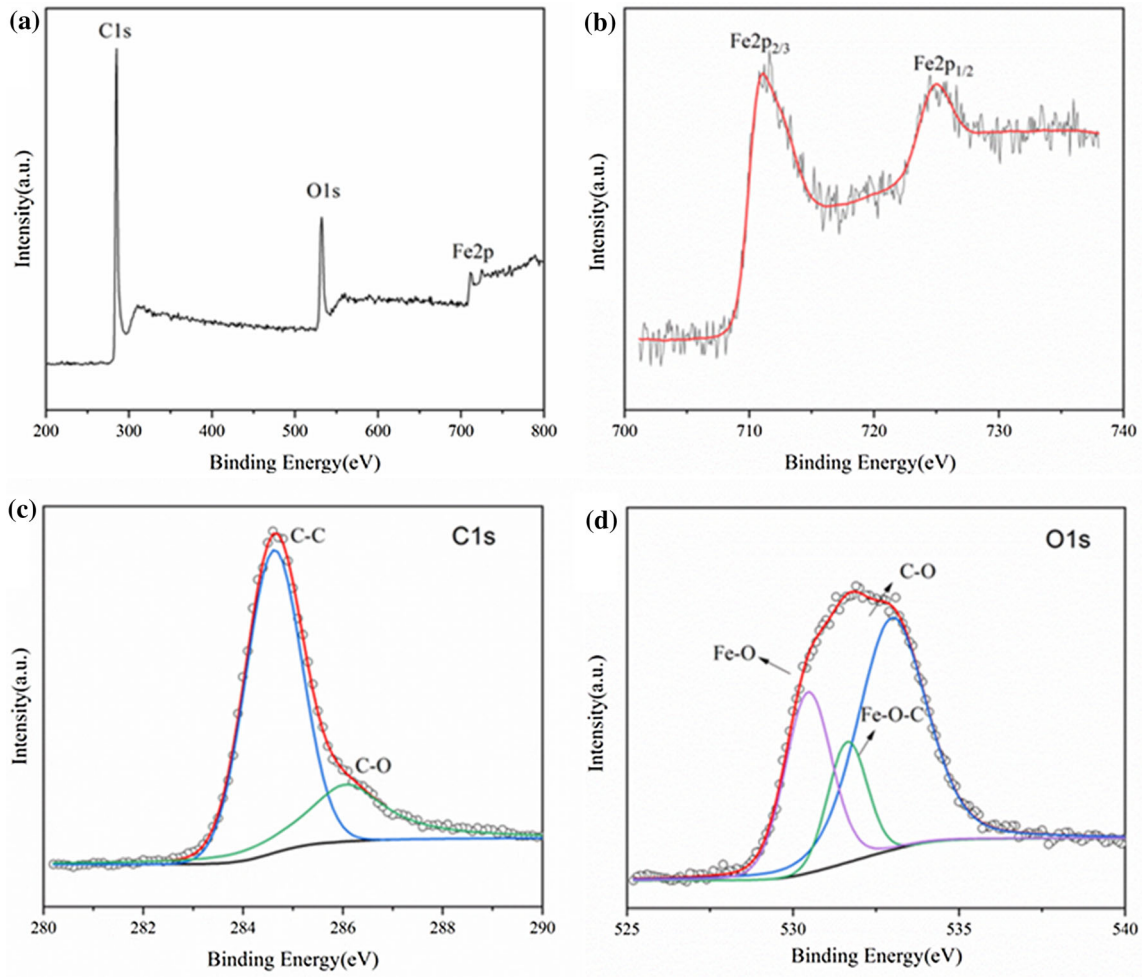 (a)
C1s
O1s
Fe2p
Intensity(a.u.)
200 300 400 500 600 700 800
Binding Energy(eV)
(b)
Fe2p2/3
Fe2p1/2
Intensity(a.u.)
700 710 720 730 740
Binding Energy(eV)
(c)
C1s
C-C
C-O
Intensity(a.u.)
280 282 284 286 288 290
Binding Energy(eV)
(d)
O1s
C-O
Fe-O
Fe-O-C
Intensity(a.u.)
525 530 535 540
Binding Energy(eV)